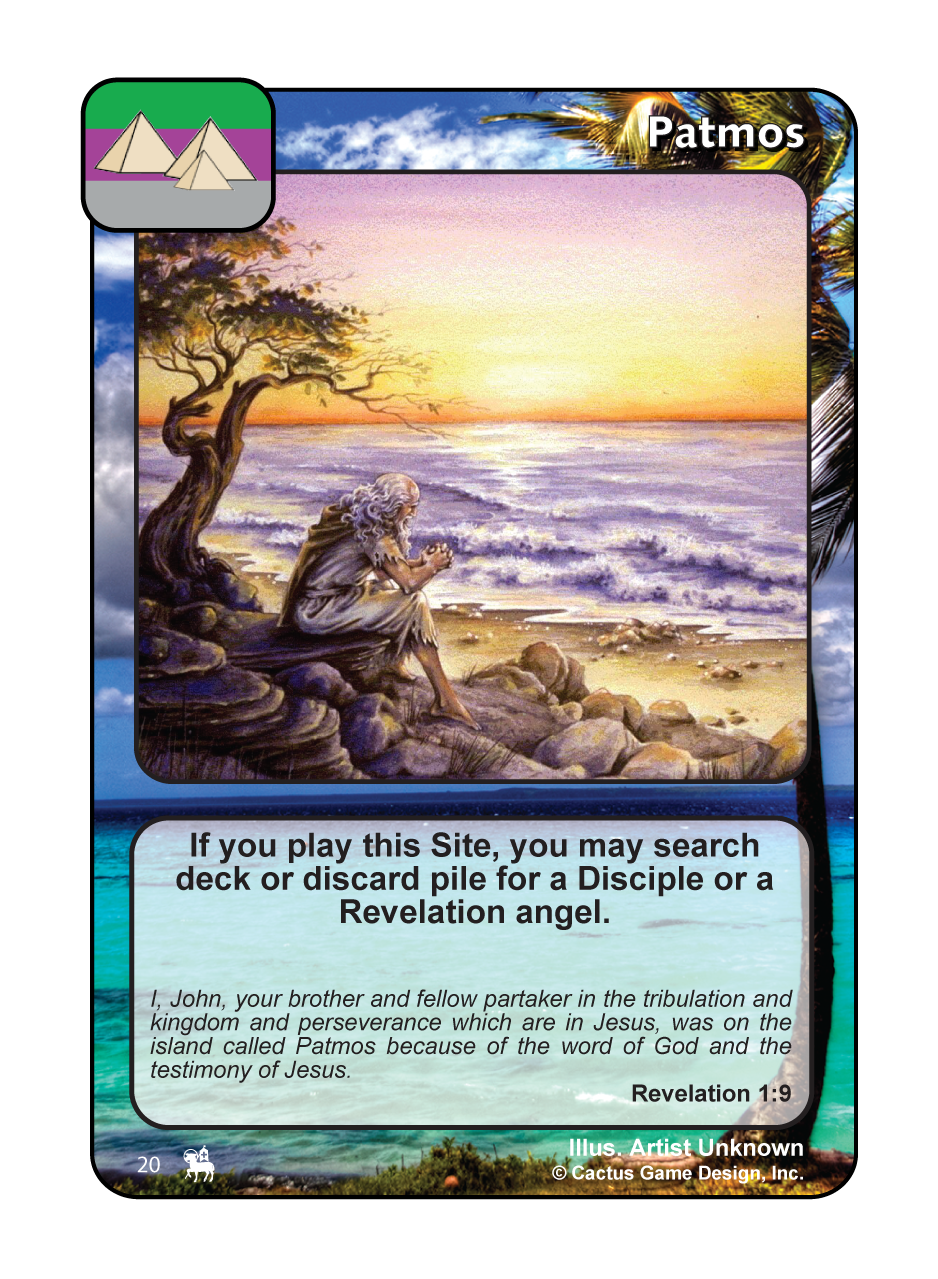 Patmos
If you play this Site, you may search
deck or discard pile for a Disciple or a
Revelation angel.
I, John, your brother and fellow partaker in the tribulation and
kingdom and perseverance which are in Jesus, was on the
island called Patmos because of the word of God and the
testimony of Jesus.
Revelation 1:9
Illus. Artist Unknown
20
© Cactus Game Design, Inc.